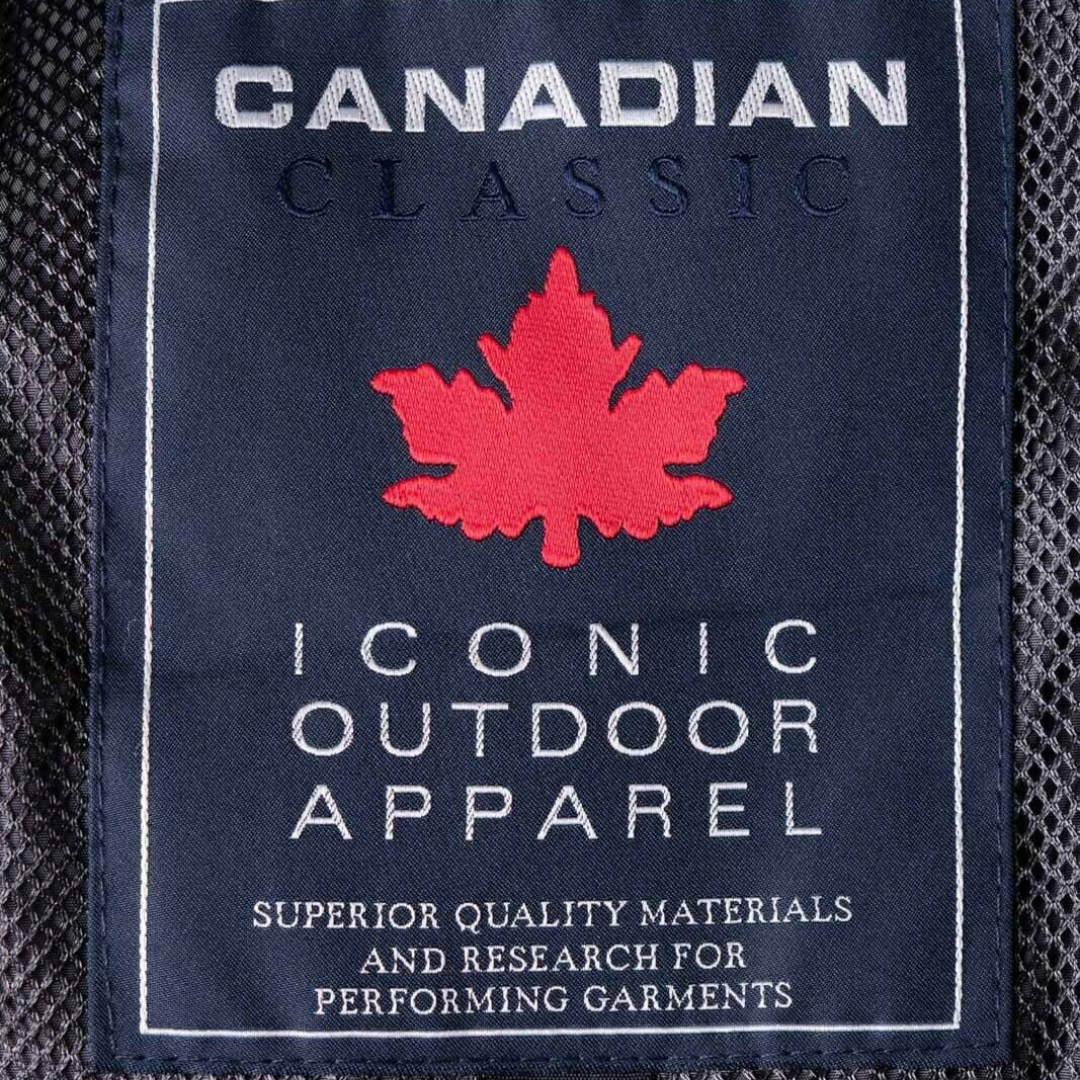 CANADIAN
CLASSIC
ICONIC
OUTDOOR
APPAREL
SUPERIOR QUALITY MATERIALS
AND RESEARCH FOR
PERFORMING GARMENTS